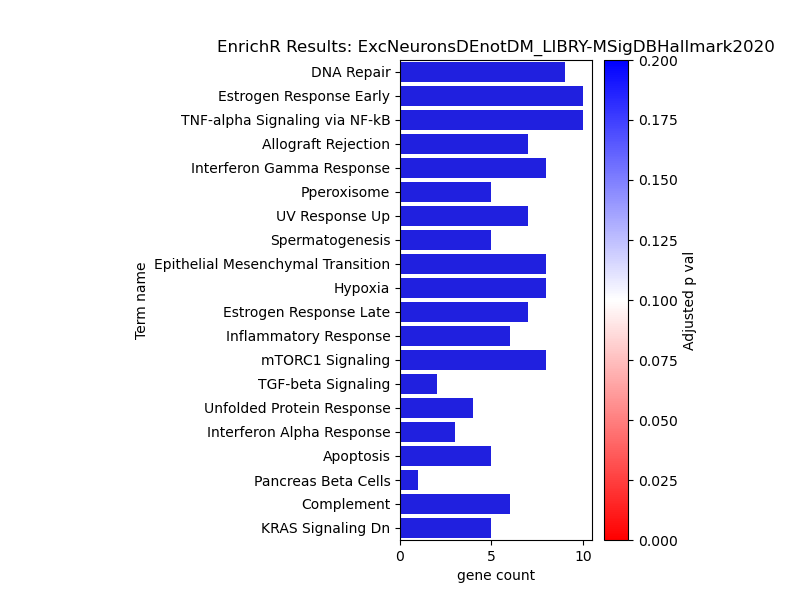 EnrichR Results: ExcNeuronsDEnotDM_LIBRY-MSigDBHallmark2020
DNA Repair
Estrogen Response Early
TNF-alpha Signaling via NF-kB
Allograft Rejection
Interferon Gamma Response
Pperoxisome
UV Response Up
Spermatogenesis
Epithelial Mesenchymal Transition
Hypoxia
Estrogen Response Late
Inflammatory Response
mTORC1 Signaling
TGF-beta Signaling
Unfolded Protein Response
Interferon Alpha Response
Apoptosis
Pancreas Beta Cells
Complement
KRAS Signaling Dn
Term name
0 5 10
gene count
0.200
0.175
0.150
0.125
0.100
0.075
0.050
0.025
0.000
Adjusted p val